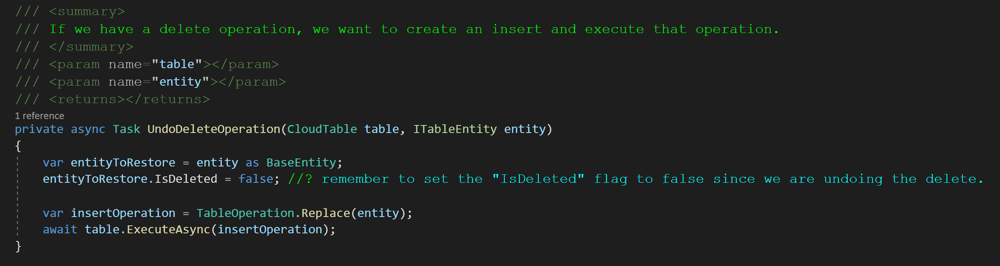 /// <summary>
/// If we have a delete operation, we want to create an insert and execute that operation.
/// </summary>
/// <param name="table"></param>
/// <param name="entity"></param>
/// <returns></returns>
1 reference
private async Task UndoDeleteOperation(CloudTable table, ITableEntity entity)
{
    var entityToRestore = entity as BaseEntity;
    entityToRestore.IsDeleted = false; //? remember to set the "IsDeleted" flag to false since we are undoing the delete.

    var insertOperation = TableOperation.Replace(entity);
    await table.ExecuteAsync(insertOperation);
}